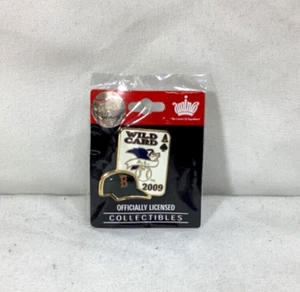 WILD
CARD
A
2009
B
OFFICIALLY LICENSED
COLLECTIBLES